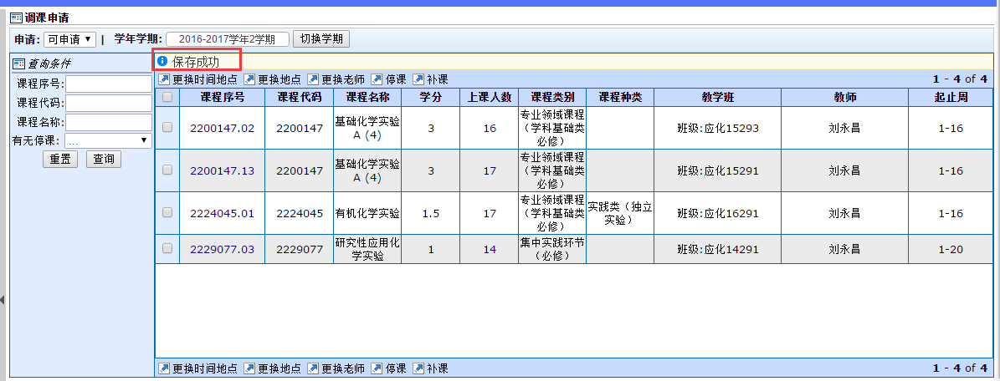 调课申请
申请: 可申请 | 学年学期: 2016-2017学年2学期 切换学期
查询条件
课程序号:
课程代码:
课程名称:
有无停课: ...
重置 查询
保存成功
更换时间地点 更换地点 更换老师 停课 补课 1 - 4 of 4
课程序号 课程代码 课程名称 学分 上课人数 课程类别 课程种类 教学班 教师 起止周
2200147.02 2200147 基础化学实验A (4) 3 16 专业领域课程（学科基础类必修） 班级:应化15293 刘永昌 1-16
2200147.13 2200147 基础化学实验A (4) 3 17 专业领域课程（学科基础类必修） 班级:应化15291 刘永昌 1-16
2224045.01 2224045 有机化学实验 1.5 17 专业领域课程（学科基础类必修） 实践类（独立实验） 班级:应化16291 刘永昌 1-16
2229077.03 2229077 研究性应用化学实验 1 14 集中实践环节（必修） 班级:应化14291 刘永昌 1-20
更换时间地点 更换地点 更换老师 停课 补课 1 - 4 of 4